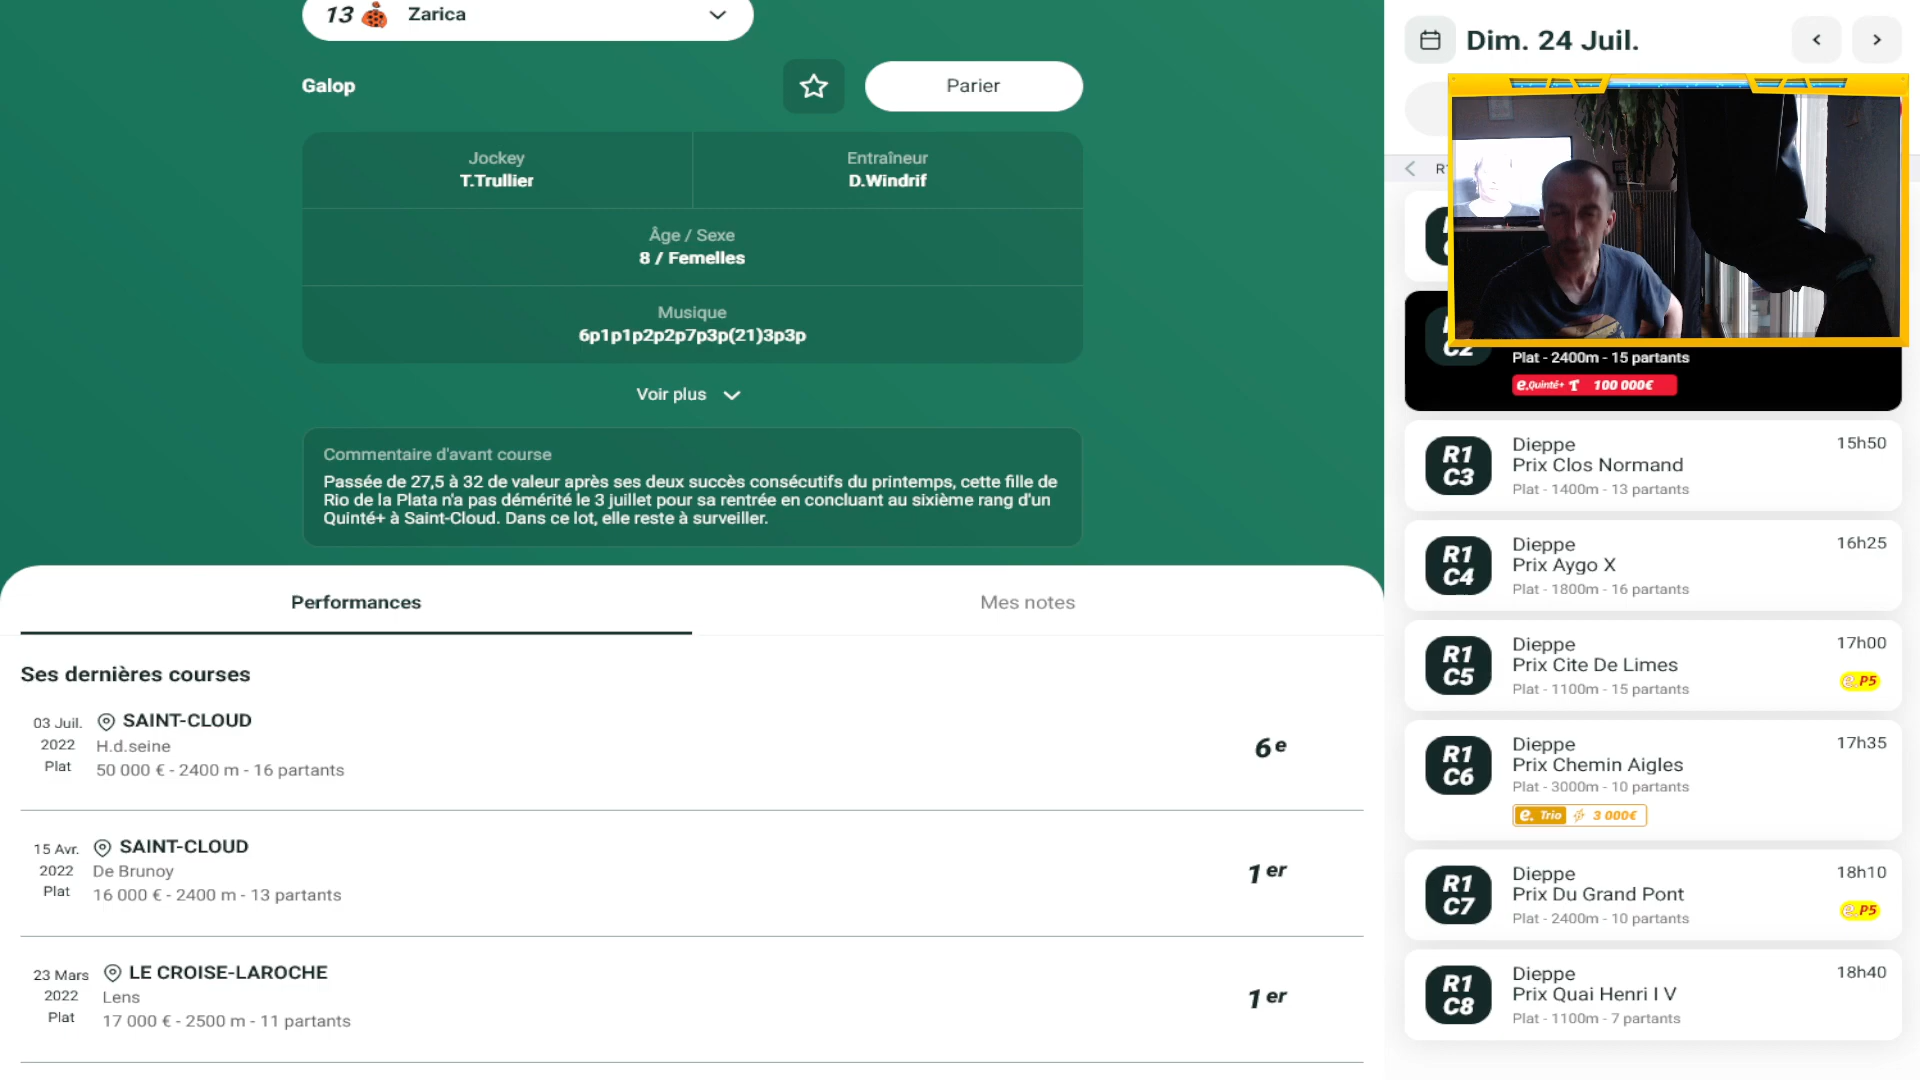 13 Zarica
Galop
Parier
Jockey
T.Trullier
Entraîneur
D.Windrif
Âge / Sexe
8 / Femelles
Musique
6p1p1p2p2p7p3p(21)3p3p
Voir plus
Commentaire d'avant course
Passée de 27,5 à 32 de valeur après ses deux succès consécutifs du printemps, cette fille de
Rio de la Plata n'a pas démérité le 3 juillet pour sa rentrée en concluant au sixième rang d'un
Quinté+ à Saint-Cloud. Dans ce lot, elle reste à surveiller.
Performances
Mes notes
Ses dernières courses
03 Juil.
2022
Plat
SAINT-CLOUD
H.d.seine
50 000 € - 2400 m - 16 partants
6e
15 Avr.
2022
Plat
SAINT-CLOUD
De Brunoy
16 000 € - 2400 m - 13 partants
1er
23 Mars
2022
Plat
LE CROISE-LAROCHE
Lens
17 000 € - 2500 m - 11 partants
1er
Dim. 24 Juil.
C2
Plat - 2400m - 15 partants
e.Quinté+ T 100 000€
R1
C3
Dieppe
Prix Clos Normand
Plat - 1400m - 13 partants
15h50
R1
C4
Dieppe
Prix Aygo X
Plat - 1800m - 16 partants
16h25
R1
C5
Dieppe
Prix Cite De Limes
Plat - 1100m - 15 partants
17h00
e.P5
R1
C6
Dieppe
Prix Chemin Aigles
Plat - 3000m - 10 partants
e. Trio 3 000€
17h35
R1
C7
Dieppe
Prix Du Grand Pont
Plat - 2400m - 10 partants
18h10
e.P5
R1
C8
Dieppe
Prix Quai Henri I V
Plat - 1100m - 7 partants
18h40